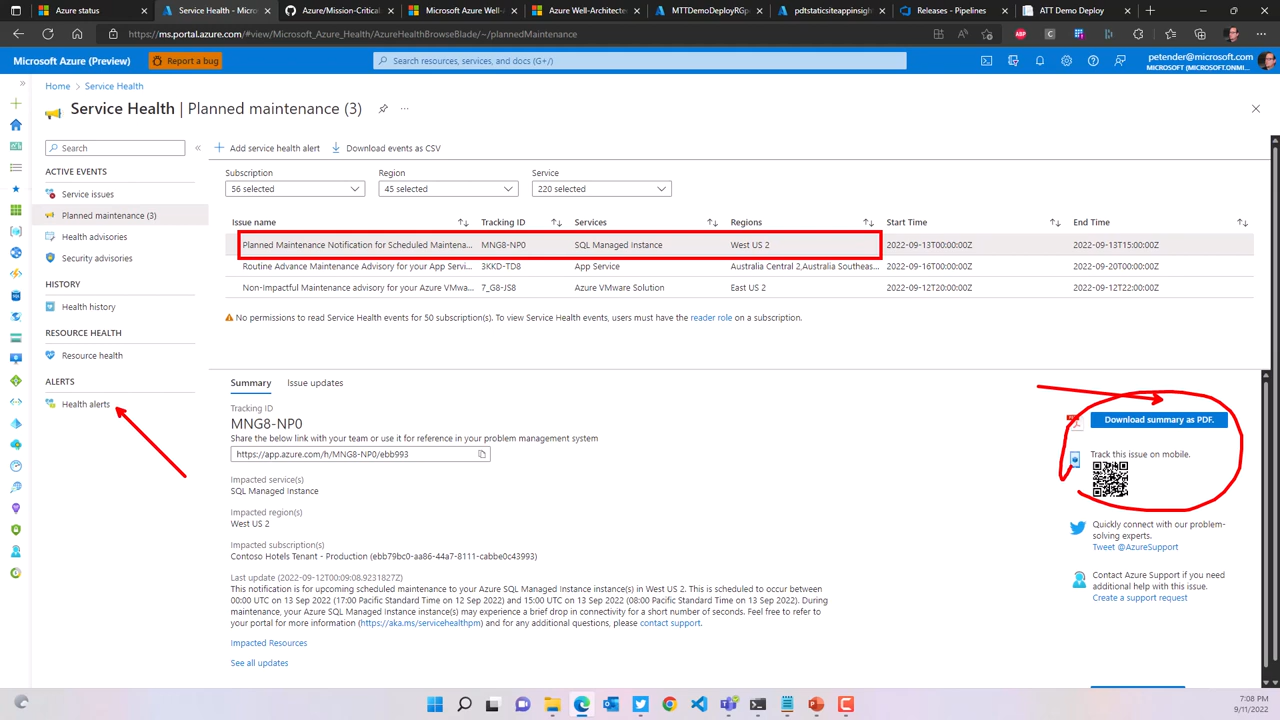 Azure status
Service Health - Microsoft Az
Azure/Mission-Critical
Microsoft Azure Well-
Azure Well-Architected
MTTDemoDeployRGp
pdtstaticsiteappinsigh
Releases - Pipelines
ATT Demo Deploy
https://ms.portal.azure.com/#view/Microsoft_Azure_Health/AzureHealthBrowseBlade/~/plannedMaintenance
Microsoft Azure (Preview)
Report a bug
Search resources, services, and docs (G+/)
petender@microsoft.com
MICROSOFT (MICROSOFT.ONMI...
Home > Service Health >
Service Health | Planned maintenance (3)
Search
Add service health alert
Download events as CSV
ACTIVE EVENTS
Service issues
Planned maintenance (3)
Health advisories
Security advisories
HISTORY
Health history
RESOURCE HEALTH
Resource health
ALERTS
Health alerts
Subscription Region Service
56 selected 45 selected 220 selected
Issue name Tracking ID Services Regions Start Time End Time
Planned Maintenance Notification for Scheduled Maintena... MNG8-NP0 SQL Managed Instance West US 2 2022-09-13T00:00:00Z 2022-09-13T15:00:00Z
Routine Advance Maintenance Advisory for your App Servi... 3KKD-TD8 App Service Australia Central 2,Australia Southeas... 2022-09-16T00:00:00Z 2022-09-20T00:00:00Z
Non-Impactful Maintenance advisory for your Azure VMwa... 7_G8-JS8 Azure VMware Solution East US 2 2022-09-12T20:00:00Z 2022-09-12T22:00:00Z
No permissions to read Service Health events for 50 subscription(s). To view Service Health events, users must have the reader role on a subscription.
Summary Issue updates
Tracking ID
MNG8-NP0
Share the below link with your team or use it for reference in your problem management system
https://app.azure.com/h/MNG8-NP0/ebb993
Impacted service(s)
SQL Managed Instance
Impacted region(s)
West US 2
Impacted subscription(s)
Contoso Hotels Tenant - Production (ebb79bc0-aa86-44a7-8111-cabbe0c43993)
Last update (2022-09-12T00:09:08.9231827Z)
This notification is for upcoming scheduled maintenance to your Azure SQL Managed Instance instance(s) in West US 2. This is scheduled to occur between
00:00 UTC on 13 Sep 2022 (17:00 Pacific Standard Time on 12 Sep 2022) and 15:00 UTC on 13 Sep 2022 (08:00 Pacific Standard Time on 13 Sep 2022). During
maintenance, your Azure SQL Managed Instance instance(s) may experience a brief drop in connectivity for a short number of seconds. Feel free to refer to
your portal for more information (https://aka.ms/servicehealthpm) and for any additional questions, please contact support.
Impacted Resources
See all updates
Download summary as PDF.
Track this issue on mobile.
Quickly connect with our problem-
solving experts.
Tweet @AzureSupport
Contact Azure Support if you need
additional help with this issue.
Create a support request
7:08 PM
9/11/2022